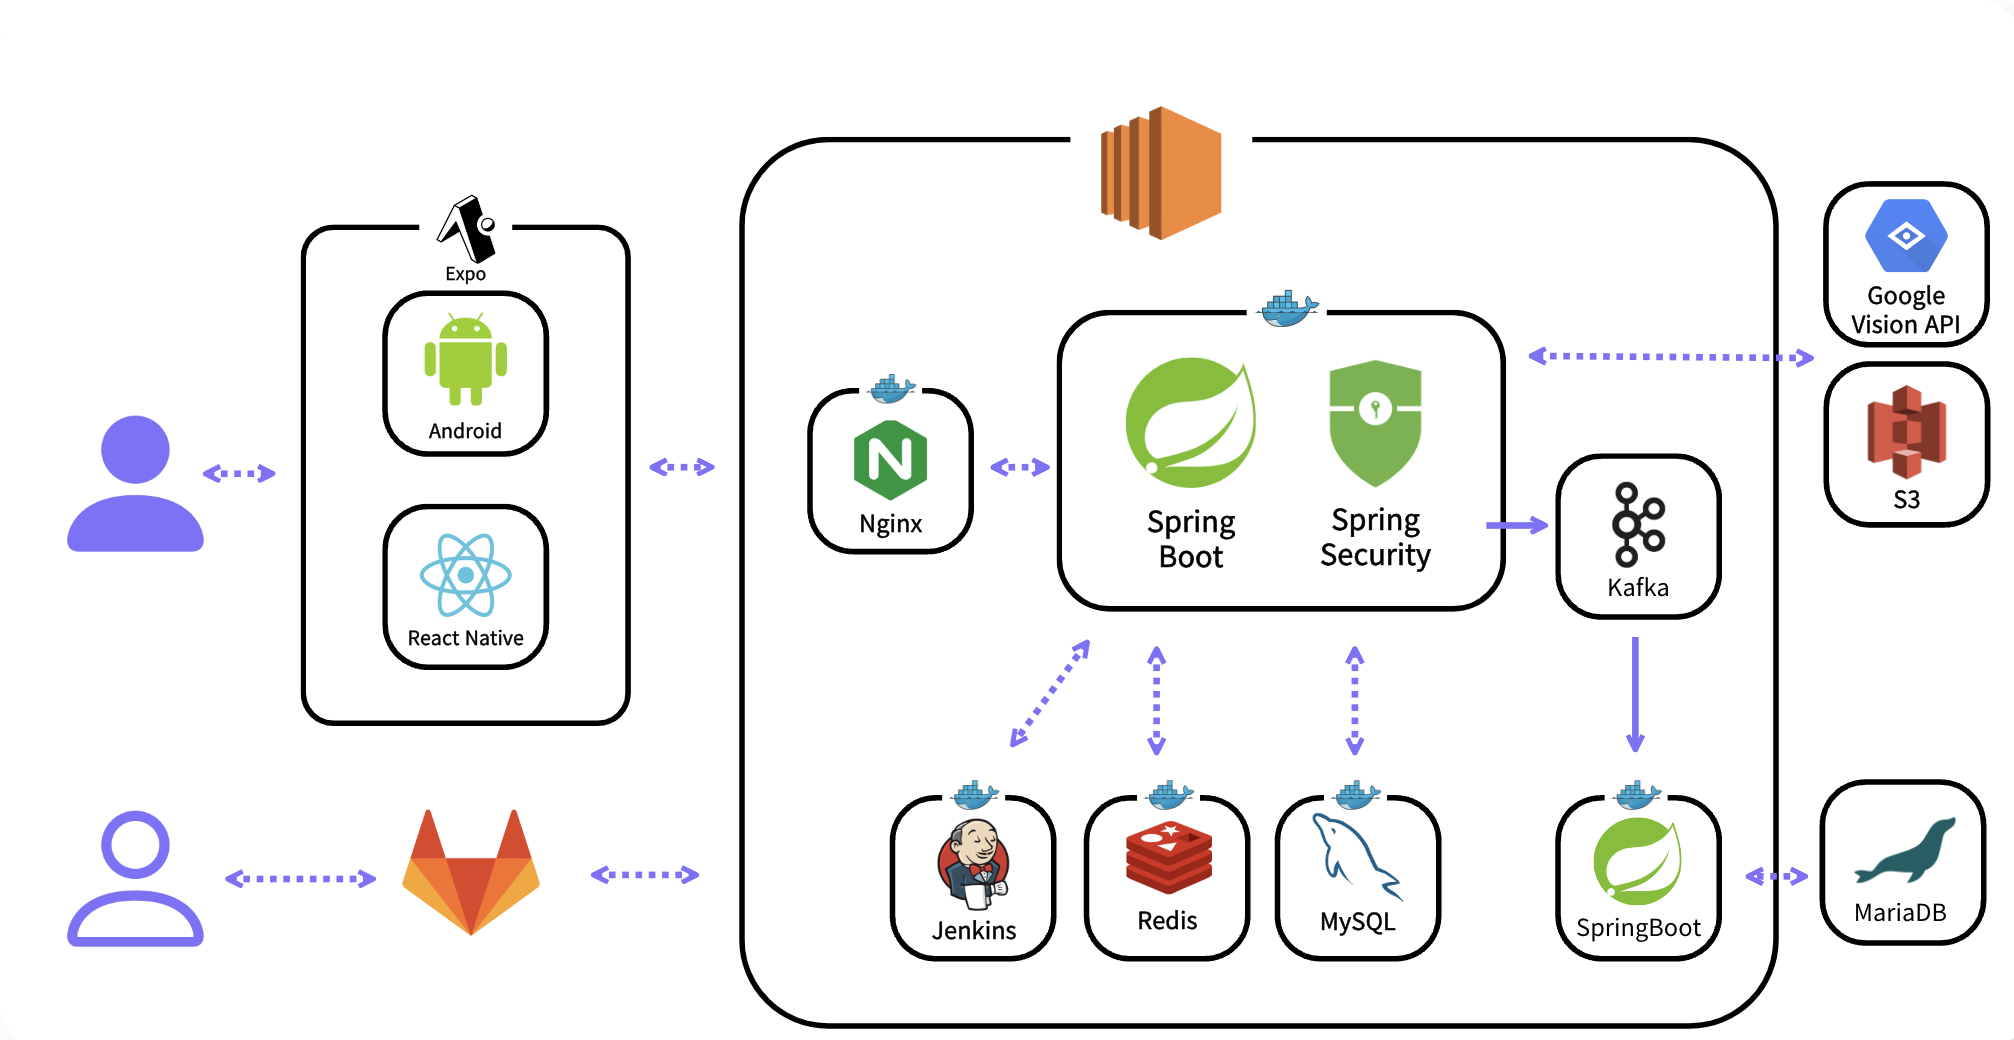 Expo
Android
React Native
Nginx
Spring
Boot
Spring
Security
Kafka
Google
Vision API
S3
Jenkins
Redis
MySQL
SpringBoot
MariaDB